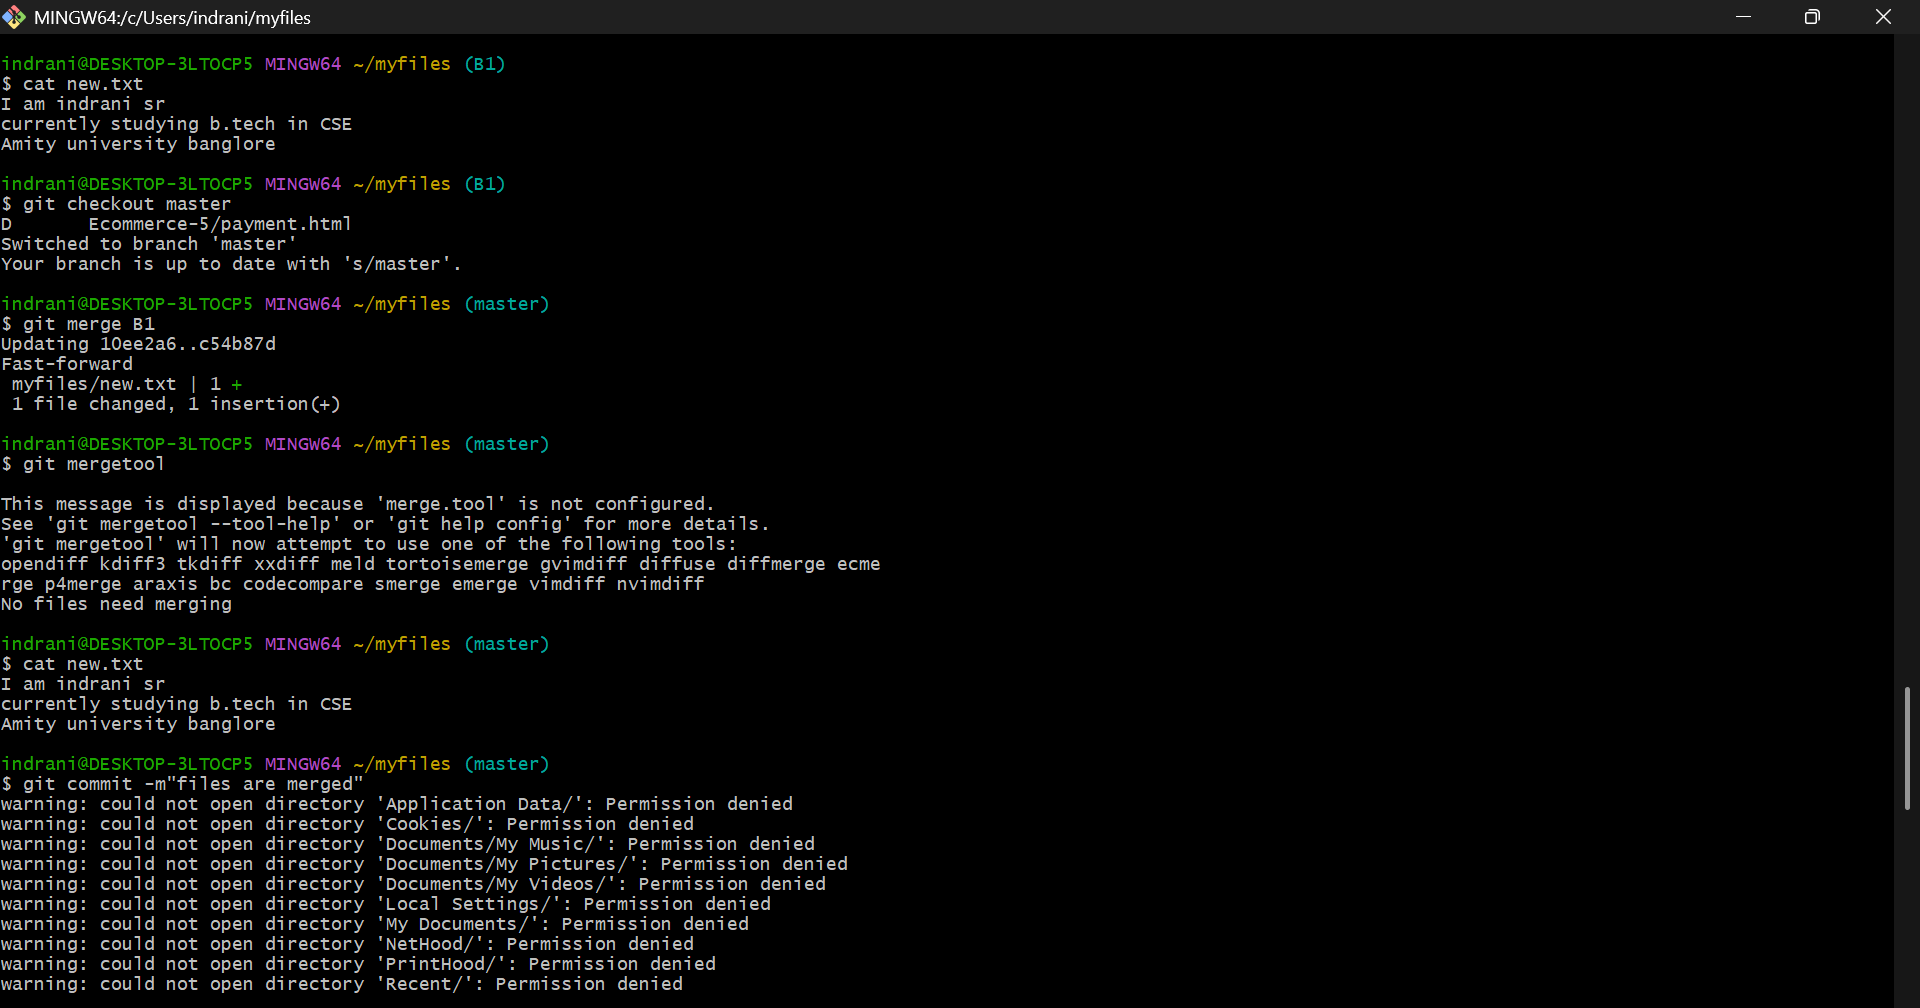 MINGW64:/c/Users/indrani/myfiles
indrani@DESKTOP-3LTOCP5 MINGW64 ~/myfiles (B1)
$ cat new.txt
I am indrani sr
currently studying b.tech in CSE
Amity university banglore
indrani@DESKTOP-3LTOCP5 MINGW64 ~/myfiles (B1)
$ git checkout master
D       Ecommerce-5/payment.html
Switched to branch 'master'
Your branch is up to date with 's/master'.
indrani@DESKTOP-3LTOCP5 MINGW64 ~/myfiles (master)
$ git merge B1
Updating 10ee2a6..c54b87d
Fast-forward
 myfiles/new.txt | 1 +
 1 file changed, 1 insertion(+)
indrani@DESKTOP-3LTOCP5 MINGW64 ~/myfiles (master)
$ git mergetool
This message is displayed because 'merge.tool' is not configured.
See 'git mergetool --tool-help' or 'git help config' for more details.
'git mergetool' will now attempt to use one of the following tools:
opendiff kdiff3 tkdiff xxdiff meld tortoisemerge gvimdiff diffuse diffmerge ecme
rge p4merge araxis bc codecompare smerge emerge vimdiff nvimdiff
No files need merging
indrani@DESKTOP-3LTOCP5 MINGW64 ~/myfiles (master)
$ cat new.txt
I am indrani sr
currently studying b.tech in CSE
Amity university banglore
indrani@DESKTOP-3LTOCP5 MINGW64 ~/myfiles (master)
$ git commit -m"files are merged"
warning: could not open directory 'Application Data/': Permission denied
warning: could not open directory 'Cookies/': Permission denied
warning: could not open directory 'Documents/My Music/': Permission denied
warning: could not open directory 'Documents/My Pictures/': Permission denied
warning: could not open directory 'Documents/My Videos/': Permission denied
warning: could not open directory 'Local Settings/': Permission denied
warning: could not open directory 'My Documents/': Permission denied
warning: could not open directory 'NetHood/': Permission denied
warning: could not open directory 'PrintHood/': Permission denied
warning: could not open directory 'Recent/': Permission denied